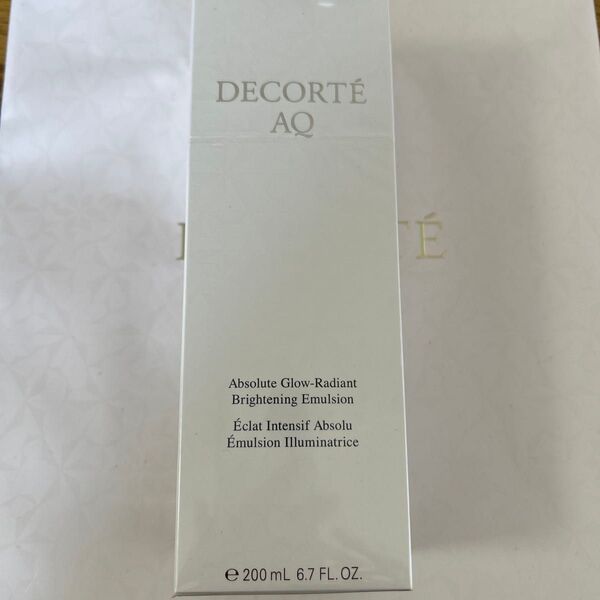 DECORTÉ
AQ
Absolute Glow-Radiant
Brightening Emulsion
Éclat Intensif Absolu
Émulsion Illuminatrice
℮ 200 mL 6.7 FL. OZ.